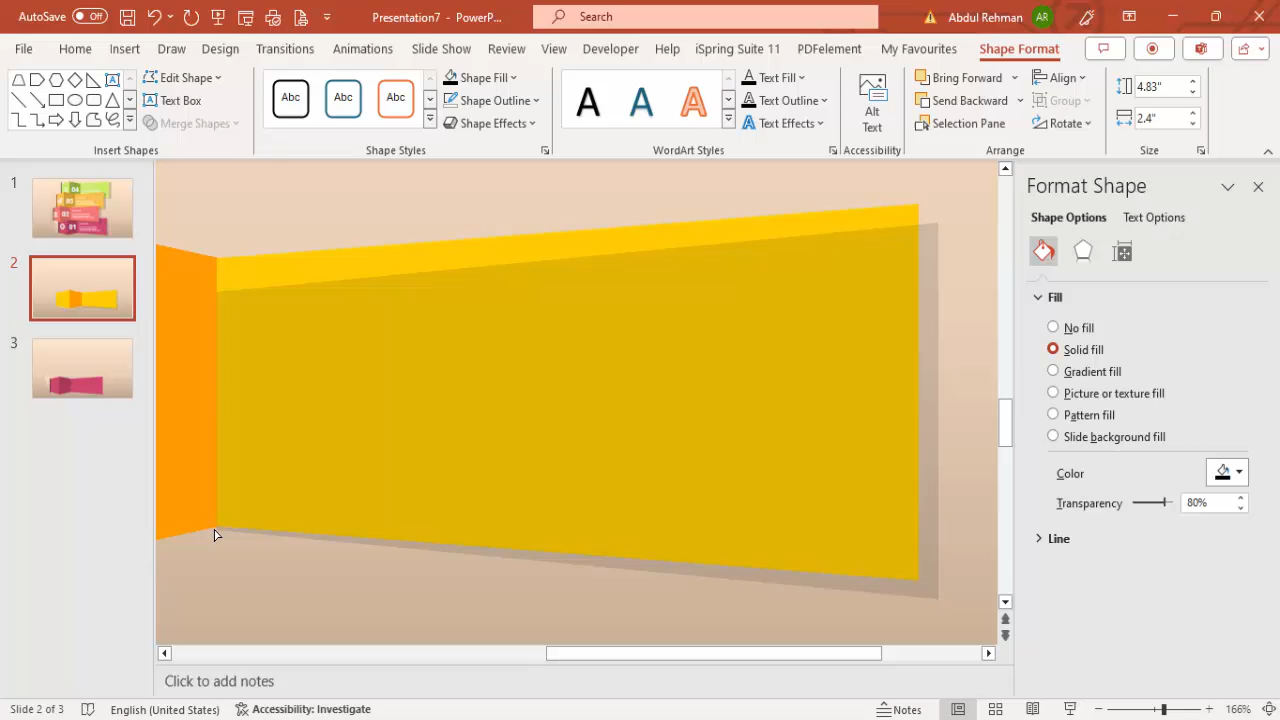 AutoSave Off Presentation7 - PowerP... Search Abdul Rehman AR
File Home Insert Draw Design Transitions Animations Slide Show Review View Developer Help iSpring Suite 11 PDFelement My Favourites Shape Format
Edit Shape Text Box Merge Shapes
Insert Shapes
Abc Abc Abc
Shape Fill Shape Outline Shape Effects
Shape Styles
A A A
Text Fill Text Outline Text Effects
WordArt Styles
Alt Text
Accessibility
Bring Forward Send Backward Selection Pane Align Group Rotate
Arrange
4.83"
2.4"
Size
1
04
03
02
01
2
3
Format Shape
Shape Options Text Options
Fill
No fill
Solid fill
Gradient fill
Picture or texture fill
Pattern fill
Slide background fill
Color
Transparency 80%
Line
Click to add notes
Slide 2 of 3 English (United States) Accessibility: Investigate Notes 166%